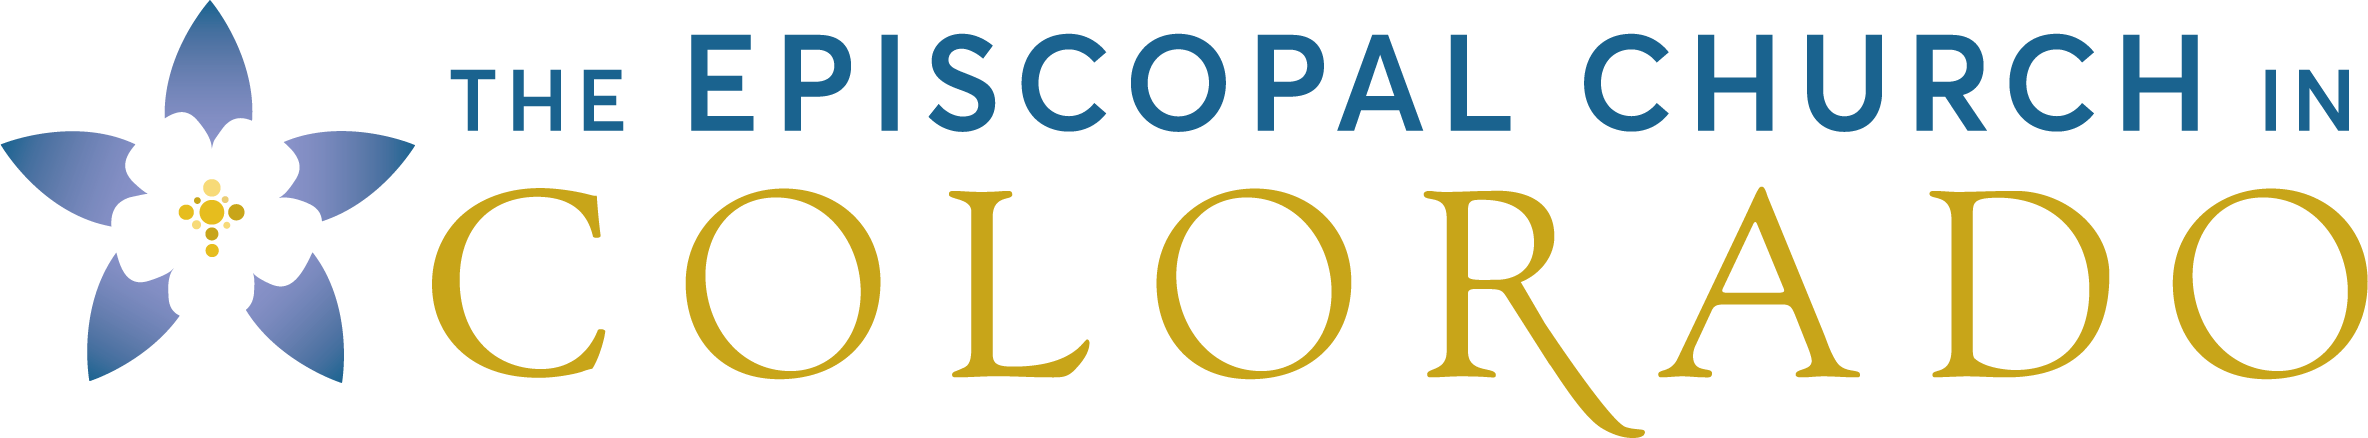 THE EPISCOPAL CHURCH IN
COLORADO